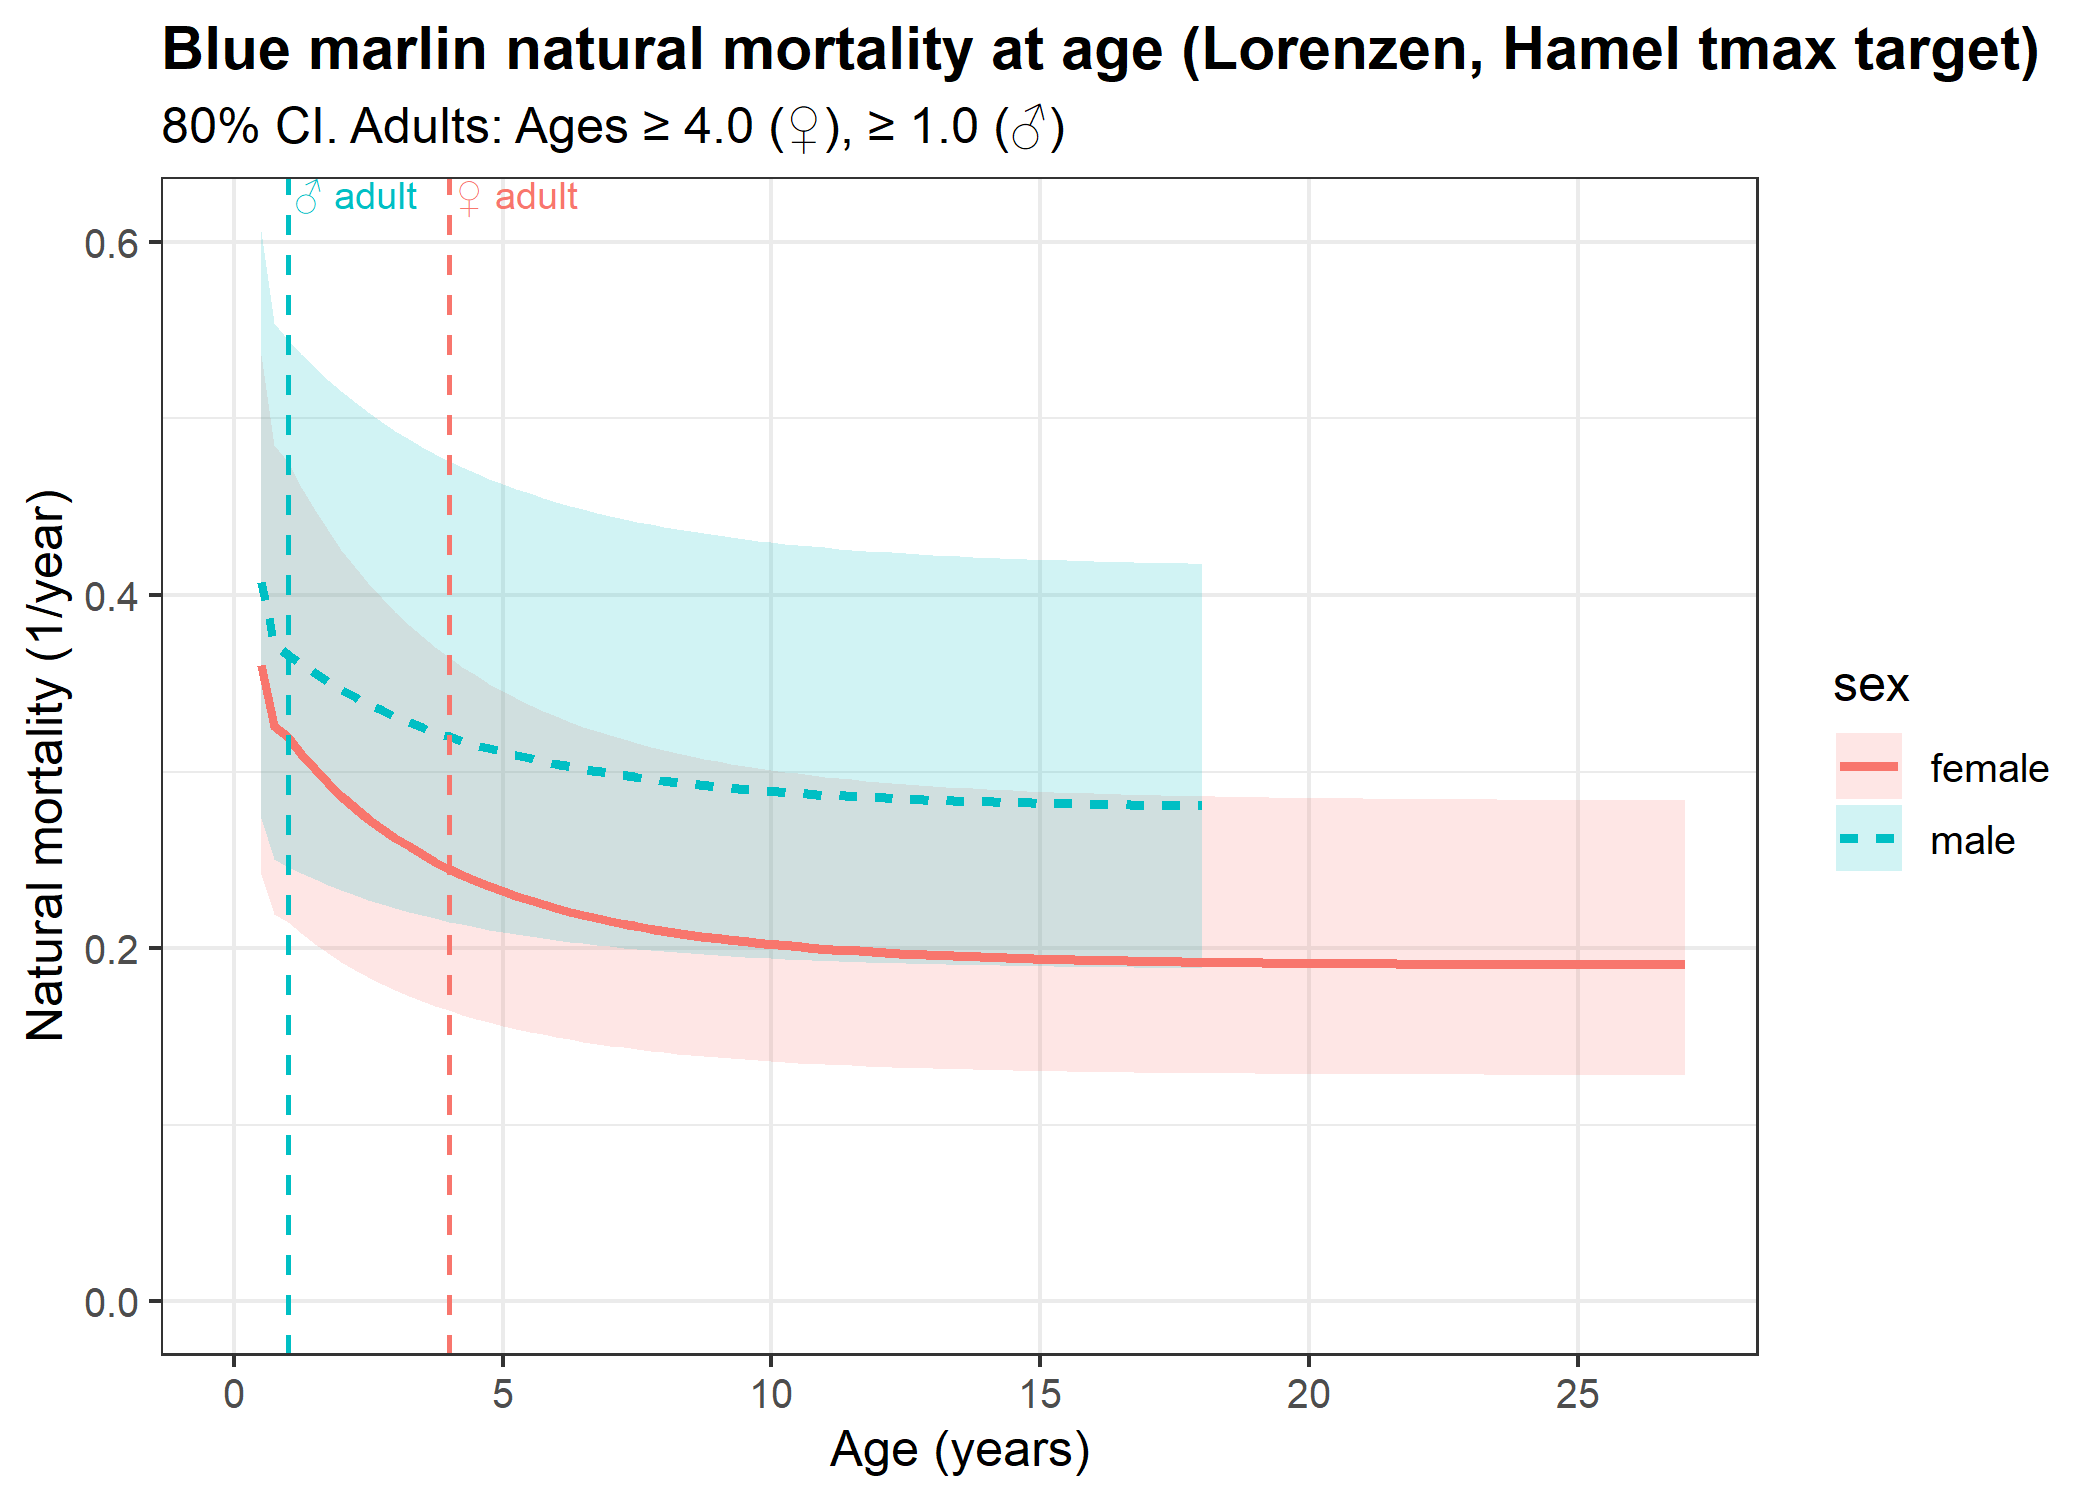 Blue marlin natural mortality at age (Lorenzen, Hamel tmax target)
80% CI. Adults: Ages ≥ 4.0 (♀), ≥ 1.0 (♂)
♂ adult
♀ adult
0.6
0.4
0.2
0.0
Natural mortality (1/year)
0
5
10
15
20
25
Age (years)
sex
female
male